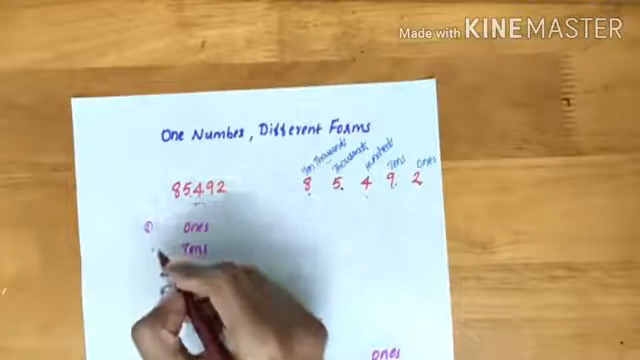 Made with KINEMASTER
One Number, Different Forms
Ten Thousands Thousands Hundreds Tens Ones
85492 8 5 4 9 2
① Ones
Tens
ones